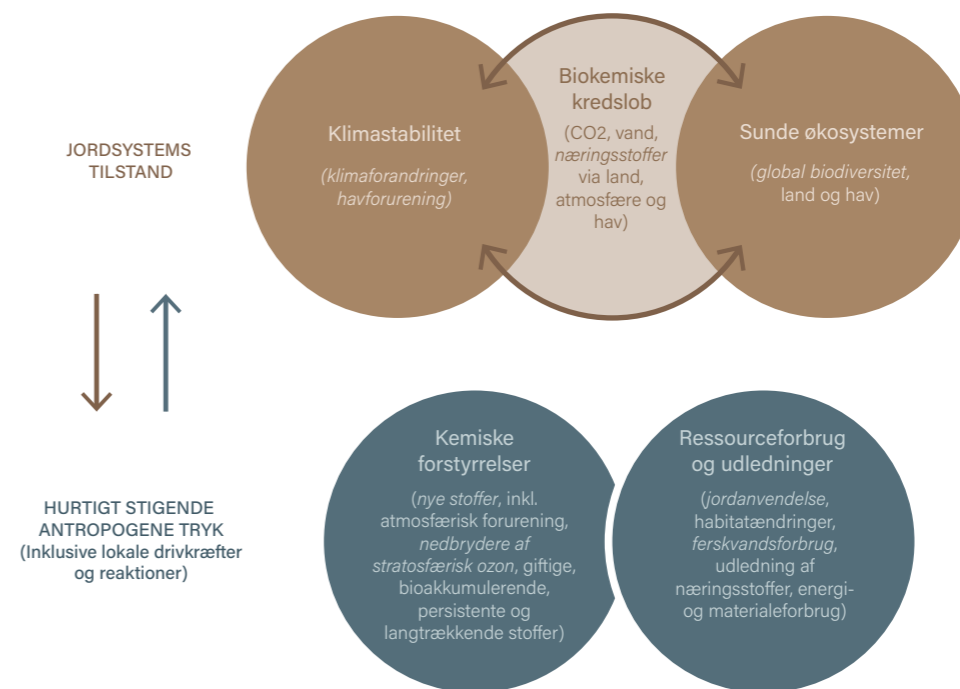 JORDSYSTEMS
TILSTAND
Klimastabilitet
(klimaforandringer,
havforurening)
Biokemiske
kredslob
(CO2, vand,
næringsstoffer
via land,
atmosfære og
hav)
Sunde økosystemer
(global biodiversitet,
land og hav)
HURTIGT STIGENDE
ANTROPOGENE TRYK
(Inklusive lokale drivkræfter
og reaktioner)
Kemiske
forstyrrelser
(nye stoffer, inkl.
atmosfærisk forurening,
nedbrydere af
stratosfærisk ozon, giftige,
bioakkumulerende,
persistente og
langtrækkende stoffer)
Ressourceforbrug
og udledninger
(jordanvendelse,
habitatændringer,
ferskvandsforbrug,
udledning af
næringsstoffer, energi-
og materialeforbrug)